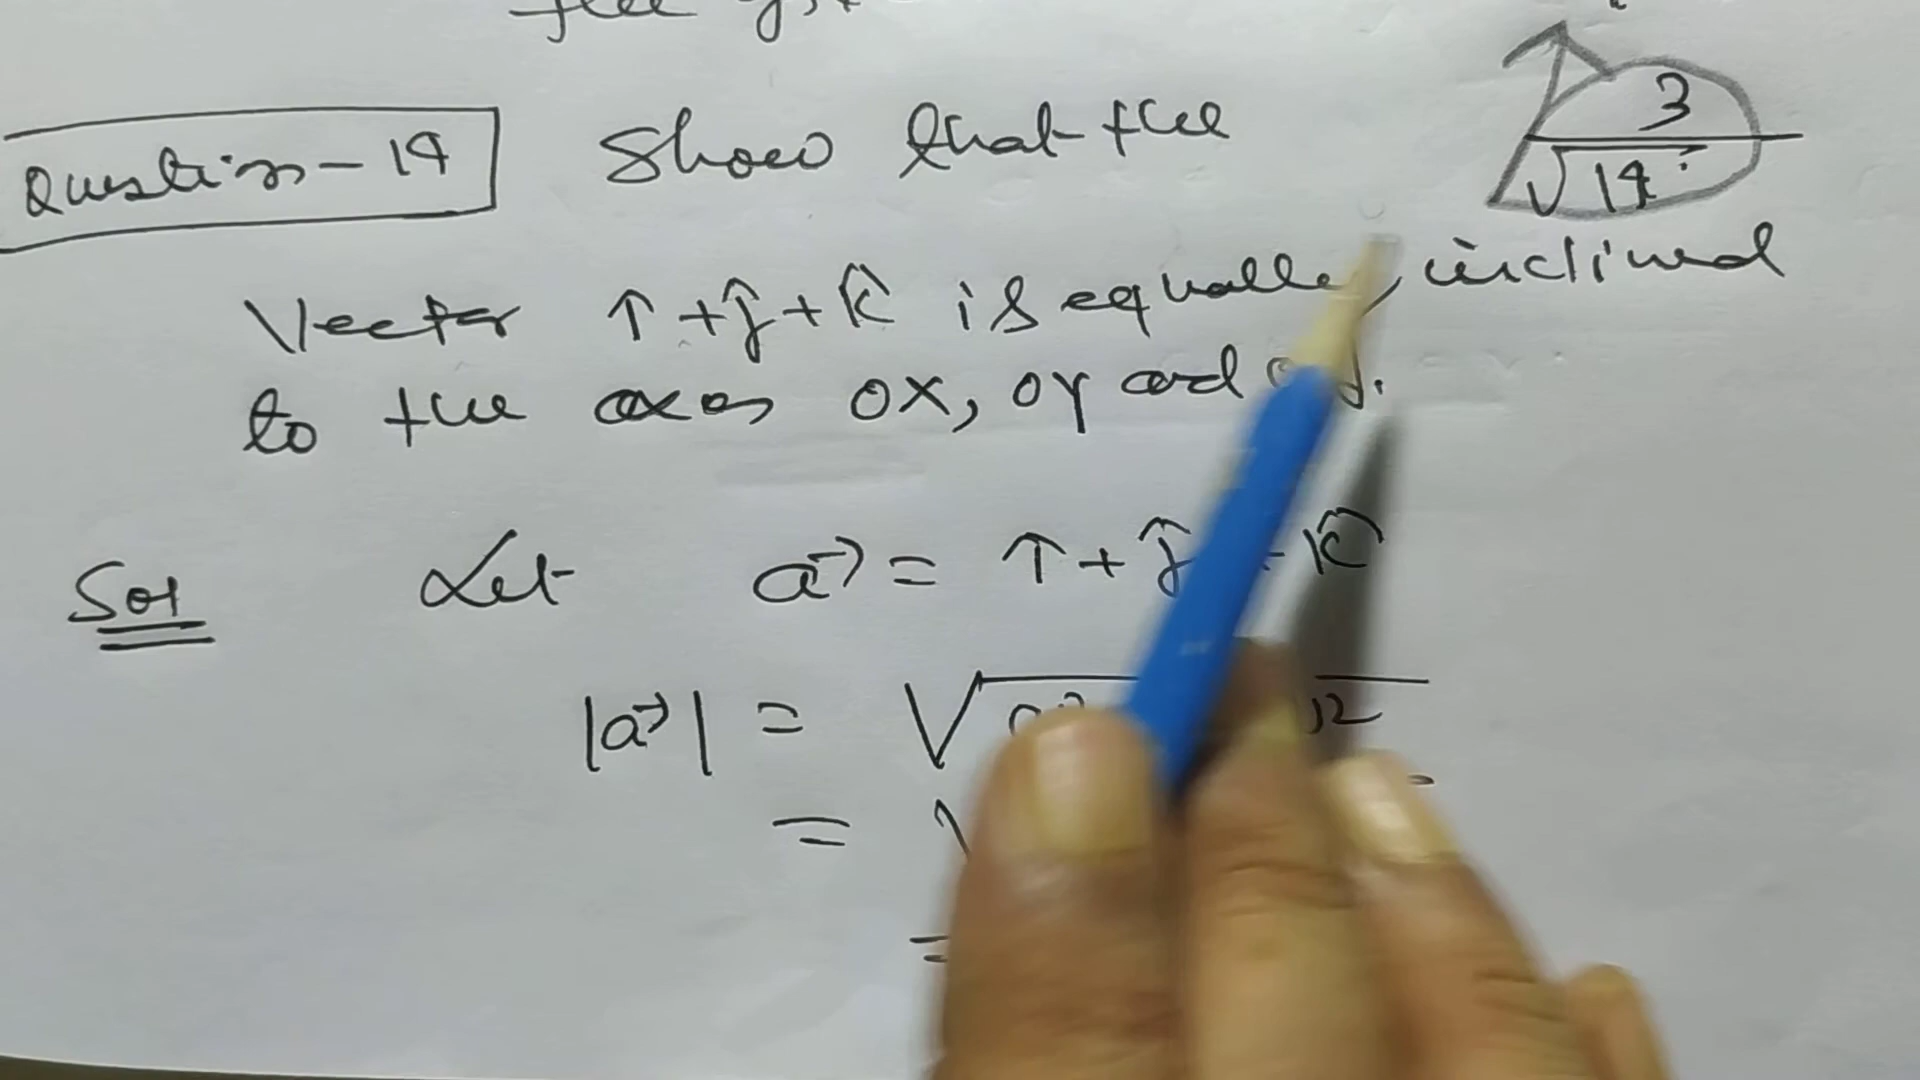 3
√14
Question-14 Show that the
Vector î+ĵ+k̂ is equally inclined
to the axes OX, OY and
Sol Let a→ = î + ĵ + k̂
|a→| = √
=
=